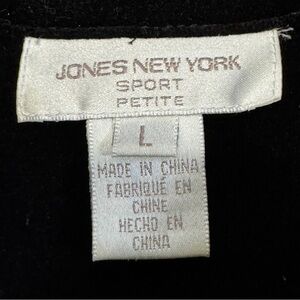 JONES NEW YORK
SPORT
PETITE
L
MADE IN CHINA
FABRIQUÉ EN
CHINE
HECHO EN
CHINA